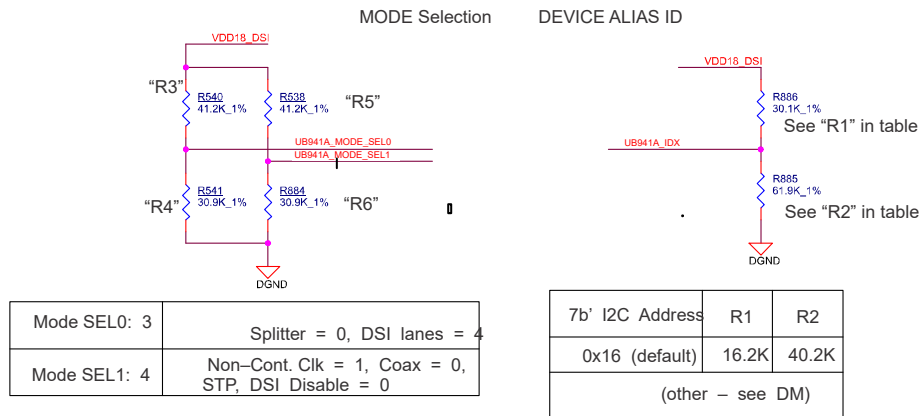 MODE Selection
DEVICE ALIAS ID
VDD18_DSI
VDD18_DSI
“R3”
R540
41.2K_1%
R538
41.2K_1%
“R5”
R886
30.1K_1%
See “R1” in table
UB941A_MODE_SEL0
UB941A_MODE_SEL1
UB941A_IDX
“R4”
R541
30.9K_1%
R884
30.9K_1%
“R6”
R885
61.9K_1%
See “R2” in table
DGND
DGND
Mode SEL0: 3
Splitter = 0, DSI lanes = 4
Mode SEL1: 4
Non–Cont. Clk = 1, Coax = 0,
STP, DSI Disable = 0
7b’ I2C Address R1 R2
0x16 (default) 16.2K 40.2K
(other – see DM)